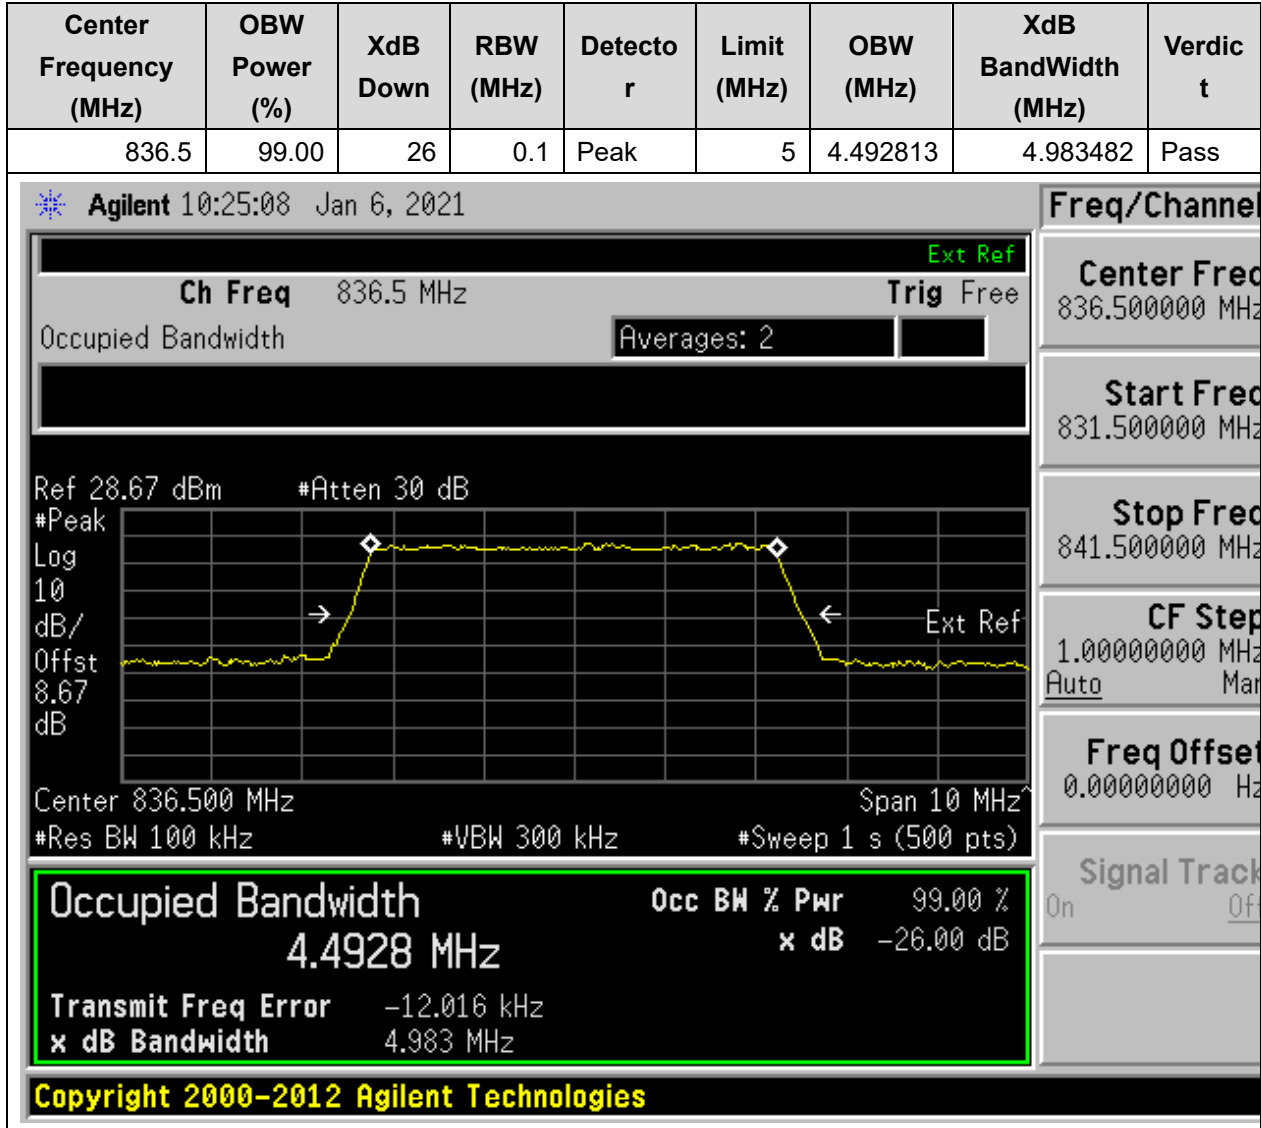 Center Frequency (MHz) OBW Power (%) XdB Down RBW (MHz) Detecto r Limit (MHz) OBW (MHz) XdB BandWidth (MHz) Verdic t
836.5 99.00 26 0.1 Peak 5 4.492813 4.983482 Pass
Agilent 10:25:08 Jan 6, 2021
Ext Ref
Ch Freq 836.5 MHz Trig Free
Occupied Bandwidth Averages: 2
Ref 28.67 dBm #Atten 30 dB
#Peak
Log
10
dB/
Offst
8.67
dB
Ext Ref
Center 836.500 MHz Span 10 MHz^
#Res BW 100 kHz #VBW 300 kHz #Sweep 1 s (500 pts)
Occupied Bandwidth Occ BW % Pwr 99.00 %
4.4928 MHz x dB -26.00 dB
Transmit Freq Error -12.016 kHz
x dB Bandwidth 4.983 MHz
Copyright 2000-2012 Agilent Technologies
Freq/Channel
Center Freq
836.500000 MHz
Start Freq
831.500000 MHz
Stop Freq
841.500000 MHz
CF Step
1.00000000 MHz
Auto Man
Freq Offset
0.00000000 Hz
Signal Track
On Off